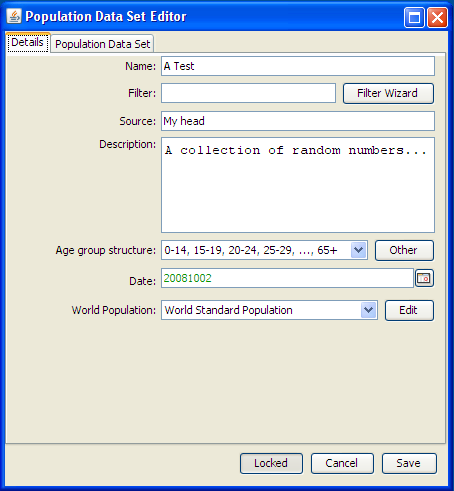 Population Data Set Editor
Details Population Data Set
Name: A Test
Filter: Filter Wizard
Source: My head
Description: A collection of random numbers...
Age group structure: 0-14, 15-19, 20-24, 25-29, ..., 65+ Other
Date: 20081002
World Population: World Standard Population Edit
Locked Cancel Save